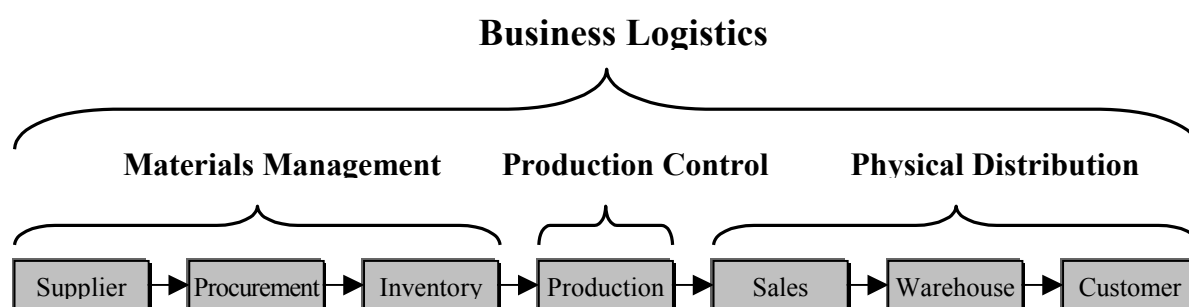 Business Logistics
Materials Management Production Control Physical Distribution
Supplier Procurement Inventory Production Sales Warehouse Customer